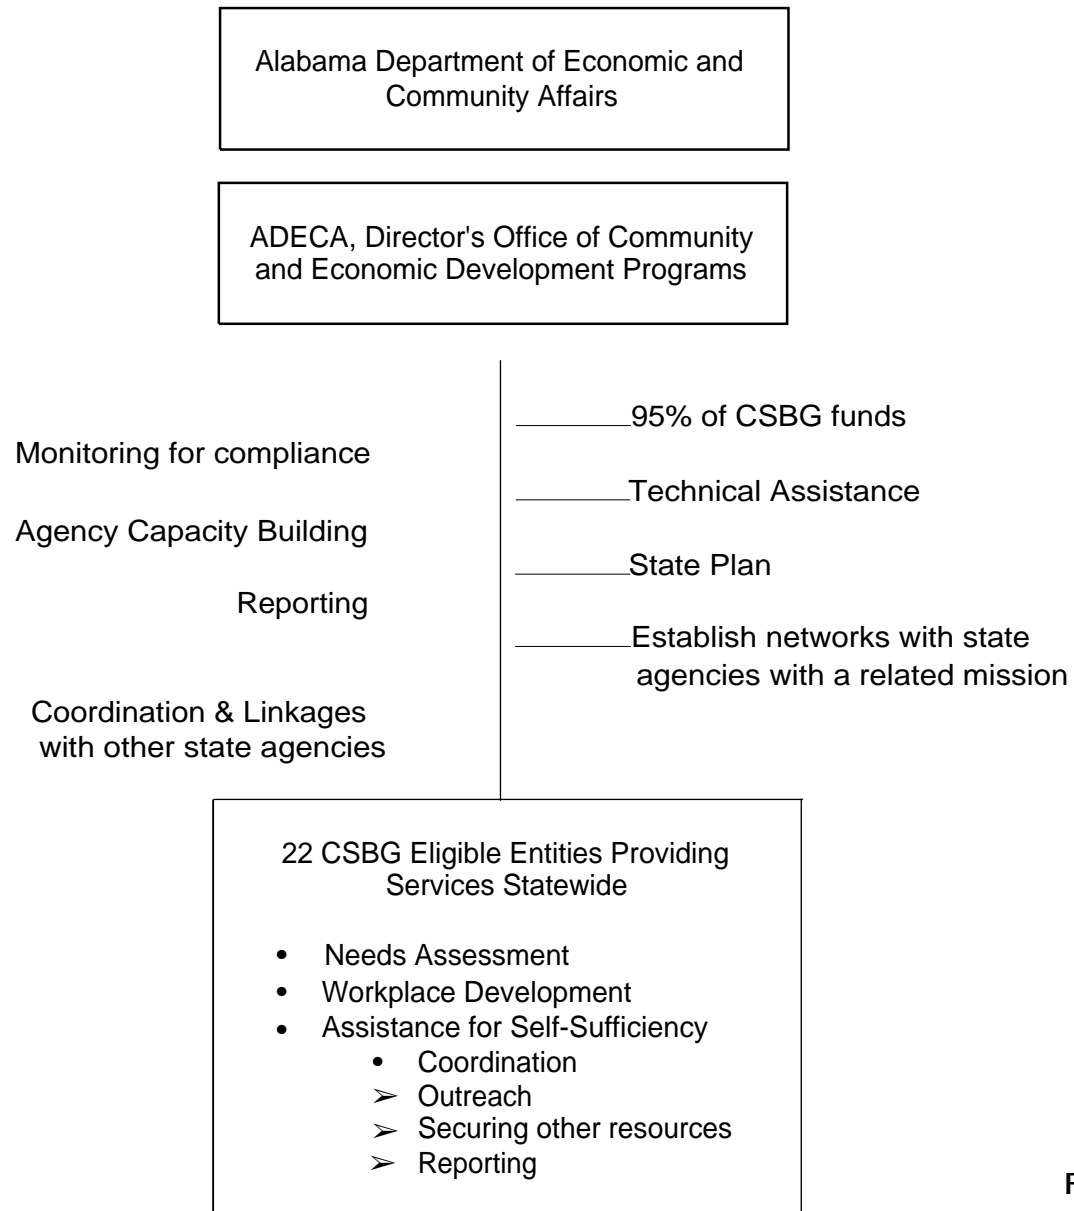 Alabama Department of Economic and
Community Affairs
ADECA, Director's Office of Community
and Economic Development Programs
95% of CSBG funds
Monitoring for compliance
Technical Assistance
Agency Capacity Building
State Plan
Reporting
Establish networks with state
agencies with a related mission
Coordination & Linkages
with other state agencies
22 CSBG Eligible Entities Providing
Services Statewide
• Needs Assessment
• Workplace Development
• Assistance for Self-Sufficiency
• Coordination
➢ Outreach
➢ Securing other resources
➢ Reporting